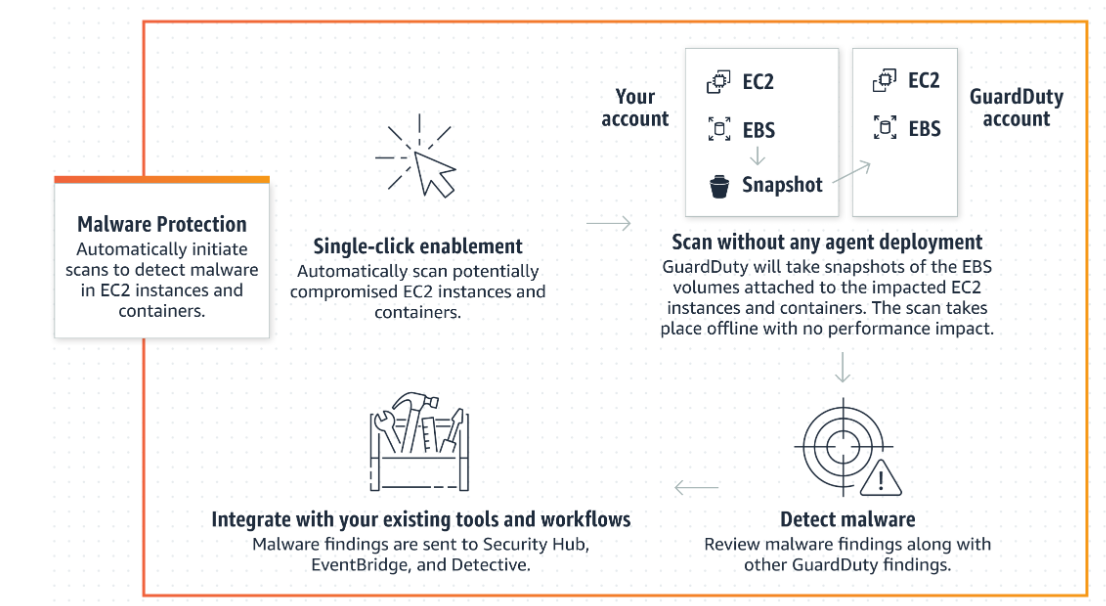 Malware Protection
Automatically initiate
scans to detect malware
in EC2 instances and
containers.
Single-click enablement
Automatically scan potentially
compromised EC2 instances and
containers.
Your
account
EC2
EBS
Snapshot
EC2
EBS
GuardDuty
account
Scan without any agent deployment
GuardDuty will take snapshots of the EBS
volumes attached to the impacted EC2
instances and containers. The scan takes
place offline with no performance impact.
Detect malware
Review malware findings along with
other GuardDuty findings.
Integrate with your existing tools and workflows
Malware findings are sent to Security Hub,
EventBridge, and Detective.